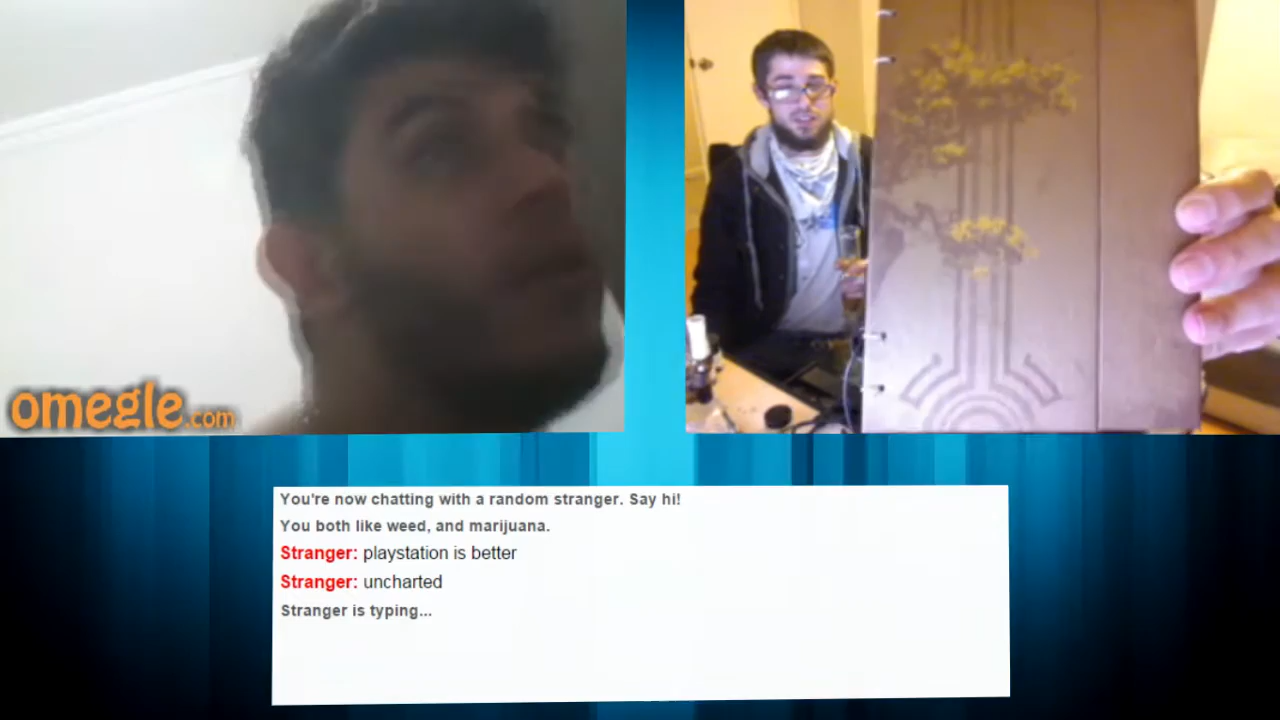 omegle.com
You're now chatting with a random stranger. Say hi!
You both like weed, and marijuana.
Stranger: playstation is better
Stranger: uncharted
Stranger is typing...